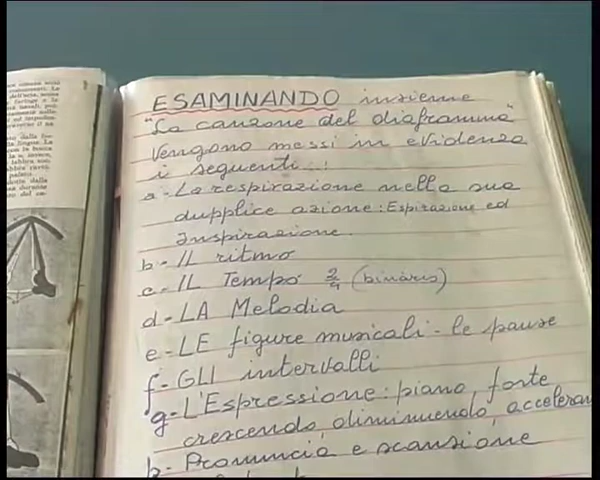 ESAMINANDO insieme
"La canzone del diaframma"
Vengono messi in evidenza
i seguenti..:
a - La respirazione nella sua
dupplice azione: Espirazione ed
Inspirazione.
b - IL ritmo
c - IL Tempo 2/4 (binario)
d - LA Melodia
e - LE figure musicali - le pause
f - GLI intervalli
g - L'Espressione: piano forte
crescendo, diminuendo, acceleran
h - Pronuncia e scansione